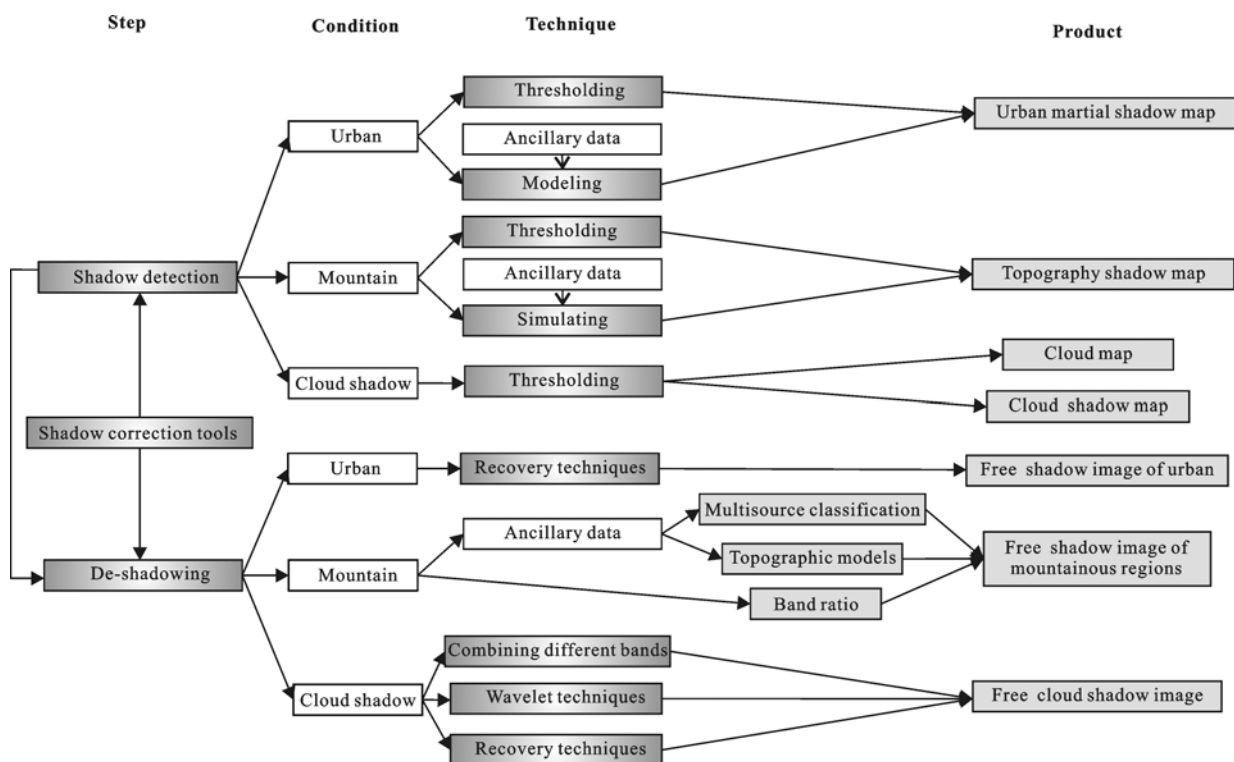 Step
Condition
Technique
Product
Thresholding
Urban martial shadow map
Urban
Ancillary data
Modeling
Thresholding
Shadow detection
Mountain
Ancillary data
Topography shadow map
Simulating
Cloud map
Cloud shadow
Thresholding
Cloud shadow map
Shadow correction tools
Urban
Recovery techniques
Free shadow image of urban
Multisource classification
Ancillary data
Topographic models
Free shadow image of
mountainous regions
De-shadowing
Mountain
Band ratio
Combining different bands
Cloud shadow
Wavelet techniques
Free cloud shadow image
Recovery techniques